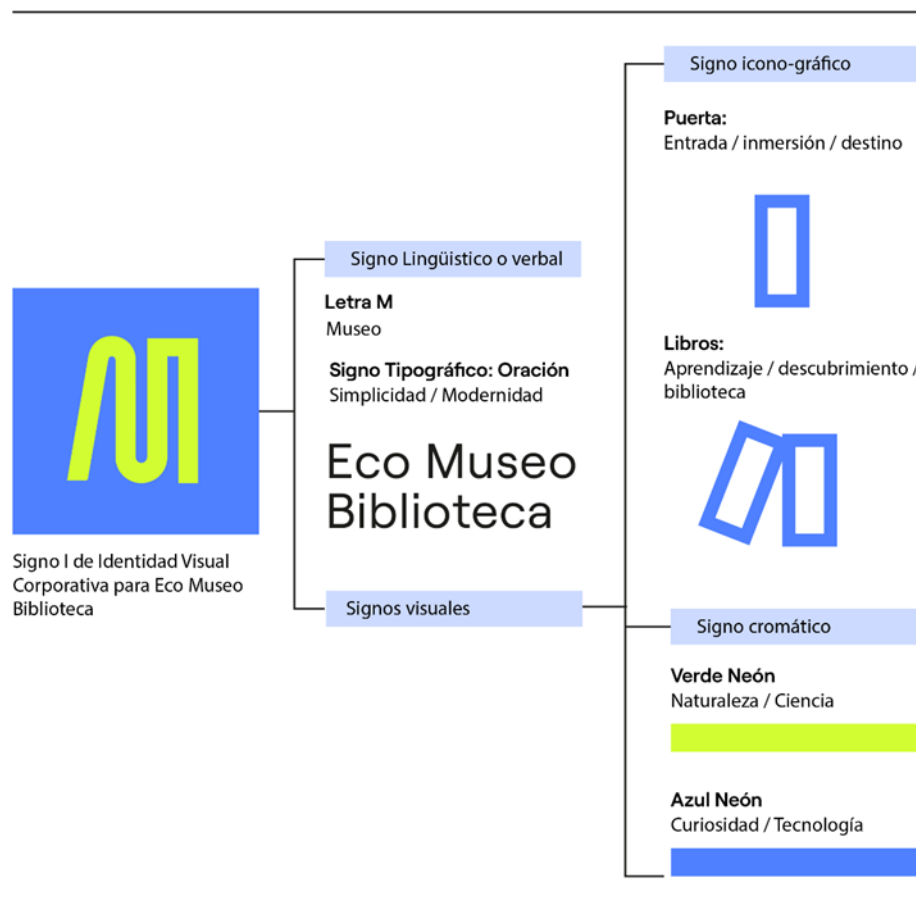 Signo icono-gráfico
Puerta:
Entrada / inmersión / destino
Libros:
Aprendizaje / descubrimiento /
biblioteca
Signo Lingüistico o verbal
Letra M
Museo
Signo Tipográfico: Oración
Simplicidad / Modernidad
Eco Museo
Biblioteca
Signos visuales
M
Signo I de Identidad Visual
Corporativa para Eco Museo
Biblioteca
Signo cromático
Verde Neón
Naturaleza / Ciencia
Azul Neón
Curiosidad / Tecnología